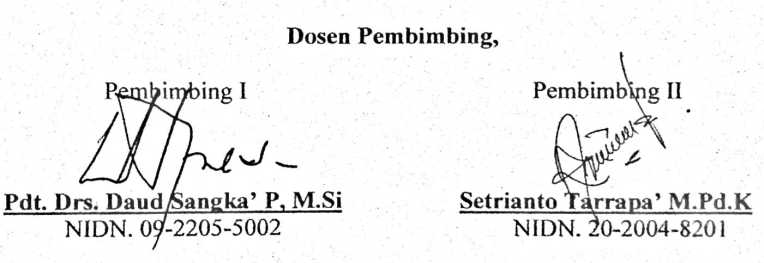 Dosen Pembimbing,
Pembimbing I
Pembimbing II
Pdt. Drs. Daud Sangka' P, M.Si
Setrianto Tarrapa' M.Pd.K
NIDN. 09-2205-5002
NIDN. 20-2004-8201